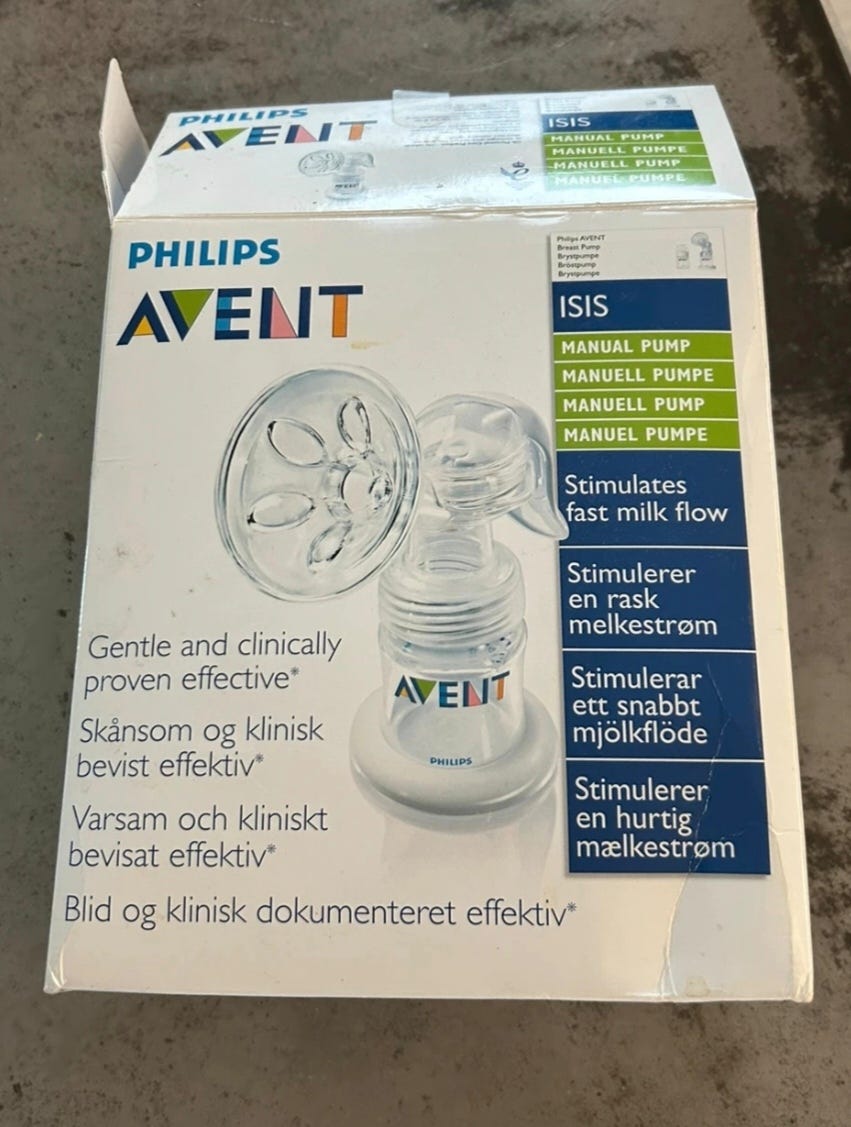 PHILIPS
AVENT
AVENT
ISIS
MANUAL PUMP
MANUELL PUMPE
MANUELL PUMP
MANUEL PUMPE
PHILIPS
AVENT
Philips AVENT
Breast Pump
Brystpumpe
Bröstpump
Brystpumpe
ISIS
MANUAL PUMP
MANUELL PUMPE
MANUELL PUMP
MANUEL PUMPE
Stimulates
fast milk flow
Stimulerer
en rask
melkestrøm
Stimulerar
ett snabbt
mjölkflöde
Stimulerer
en hurtig
mælkestrøm
Gentle and clinically
proven effective*
Skånsom og klinisk
bevist effektiv*
Varsam och kliniskt
bevisat effektiv*
Blid og klinisk dokumenteret effektiv*
AVENT
PHILIPS